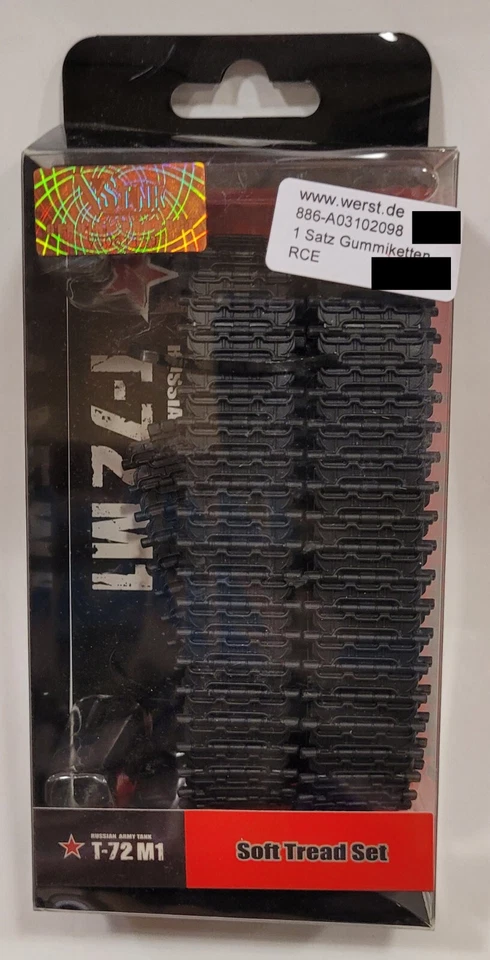 www.werst.de
886-A03102098
1 Satz Gummiketten
RCE
RUSSIA
T-72 M1
RUSSIAN ARMY TANK
T-72 M1
Soft Tread Set